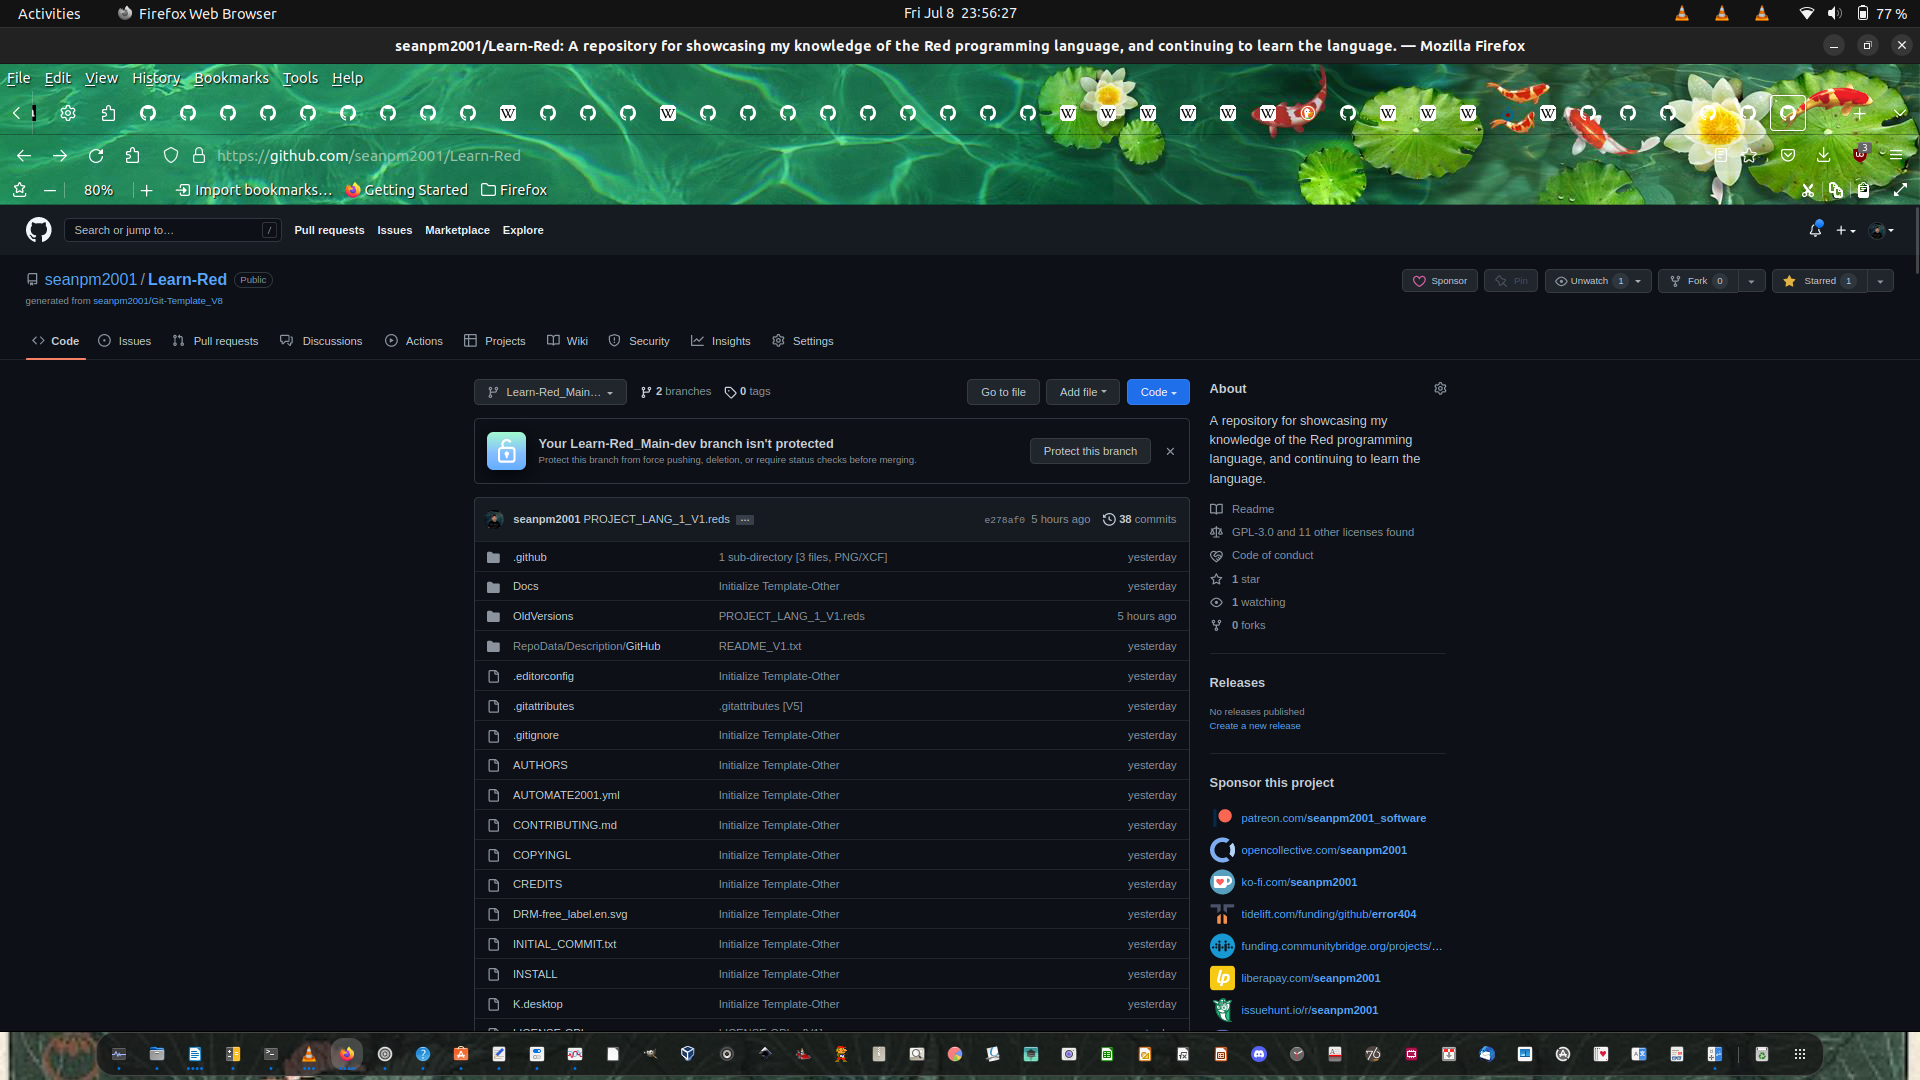 Activities
Firefox Web Browser
Fri Jul 8 23:56:27
77 %
seanpm2001/Learn-Red: A repository for showcasing my knowledge of the Red programming language, and continuing to learn the language. — Mozilla Firefox
File Edit View History Bookmarks Tools Help
https://github.com/seanpm2001/Learn-Red
3
80%
Import bookmarks… Getting Started Firefox
Search or jump to… /
Pull requests Issues Marketplace Explore
seanpm2001 / Learn-Red Public
generated from seanpm2001/Git-Template_V8
Sponsor Pin Unwatch 1 Fork 0 Starred 1
Code Issues Pull requests Discussions Actions Projects Wiki Security Insights Settings
Learn-Red_Main… 2 branches 0 tags
Go to file Add file Code
Your Learn-Red_Main-dev branch isn't protected
Protect this branch from force pushing, deletion, or require status checks before merging.
Protect this branch
seanpm2001 PROJECT_LANG_1_V1.reds … e278af0 5 hours ago 38 commits
.github 1 sub-directory [3 files, PNG/XCF] yesterday
Docs Initialize Template-Other yesterday
OldVersions PROJECT_LANG_1_V1.reds 5 hours ago
RepoData/Description/GitHub README_V1.txt yesterday
.editorconfig Initialize Template-Other yesterday
.gitattributes .gitattributes [V5] yesterday
.gitignore Initialize Template-Other yesterday
AUTHORS Initialize Template-Other yesterday
AUTOMATE2001.yml Initialize Template-Other yesterday
CONTRIBUTING.md Initialize Template-Other yesterday
COPYINGL Initialize Template-Other yesterday
CREDITS Initialize Template-Other yesterday
DRM-free_label.en.svg Initialize Template-Other yesterday
INITIAL_COMMIT.txt Initialize Template-Other yesterday
INSTALL Initialize Template-Other yesterday
K.desktop Initialize Template-Other yesterday
About
A repository for showcasing my
knowledge of the Red programming
language, and continuing to learn the
language.
Readme
GPL-3.0 and 11 other licenses found
Code of conduct
1 star
1 watching
0 forks
Releases
No releases published
Create a new release
Sponsor this project
patreon.com/seanpm2001_software
opencollective.com/seanpm2001
ko-fi.com/seanpm2001
tidelift.com/funding/github/error404
funding.communitybridge.org/projects/…
lp liberapay.com/seanpm2001
issuehunt.io/r/seanpm2001